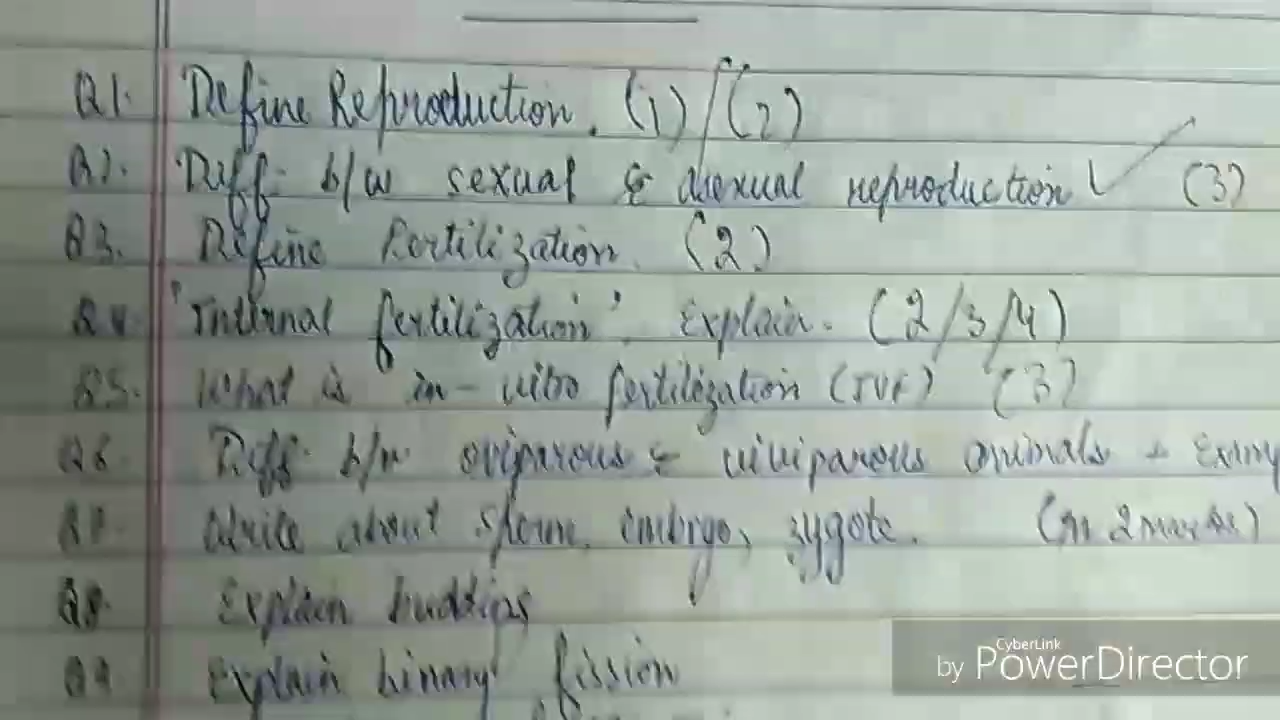 Q1. Define Reproduction. (1)/(2)
Q2. Diff. b/w sexual & asexual reproduction ✓ (3)
Q3. Define Fertilization. (2)
Q4. 'Internal fertilization'. Explain. (2/3/4)
Q5. What is in-vitro fertilization (IVF) (3)
Q6. Diff. b/w oviparous & viviparous animals +
Q7. Write about sperm, embryo, zygote. (2 marks)
Q8. Explain budding
Q9. Explain binary fission
CyberLink
by PowerDirector